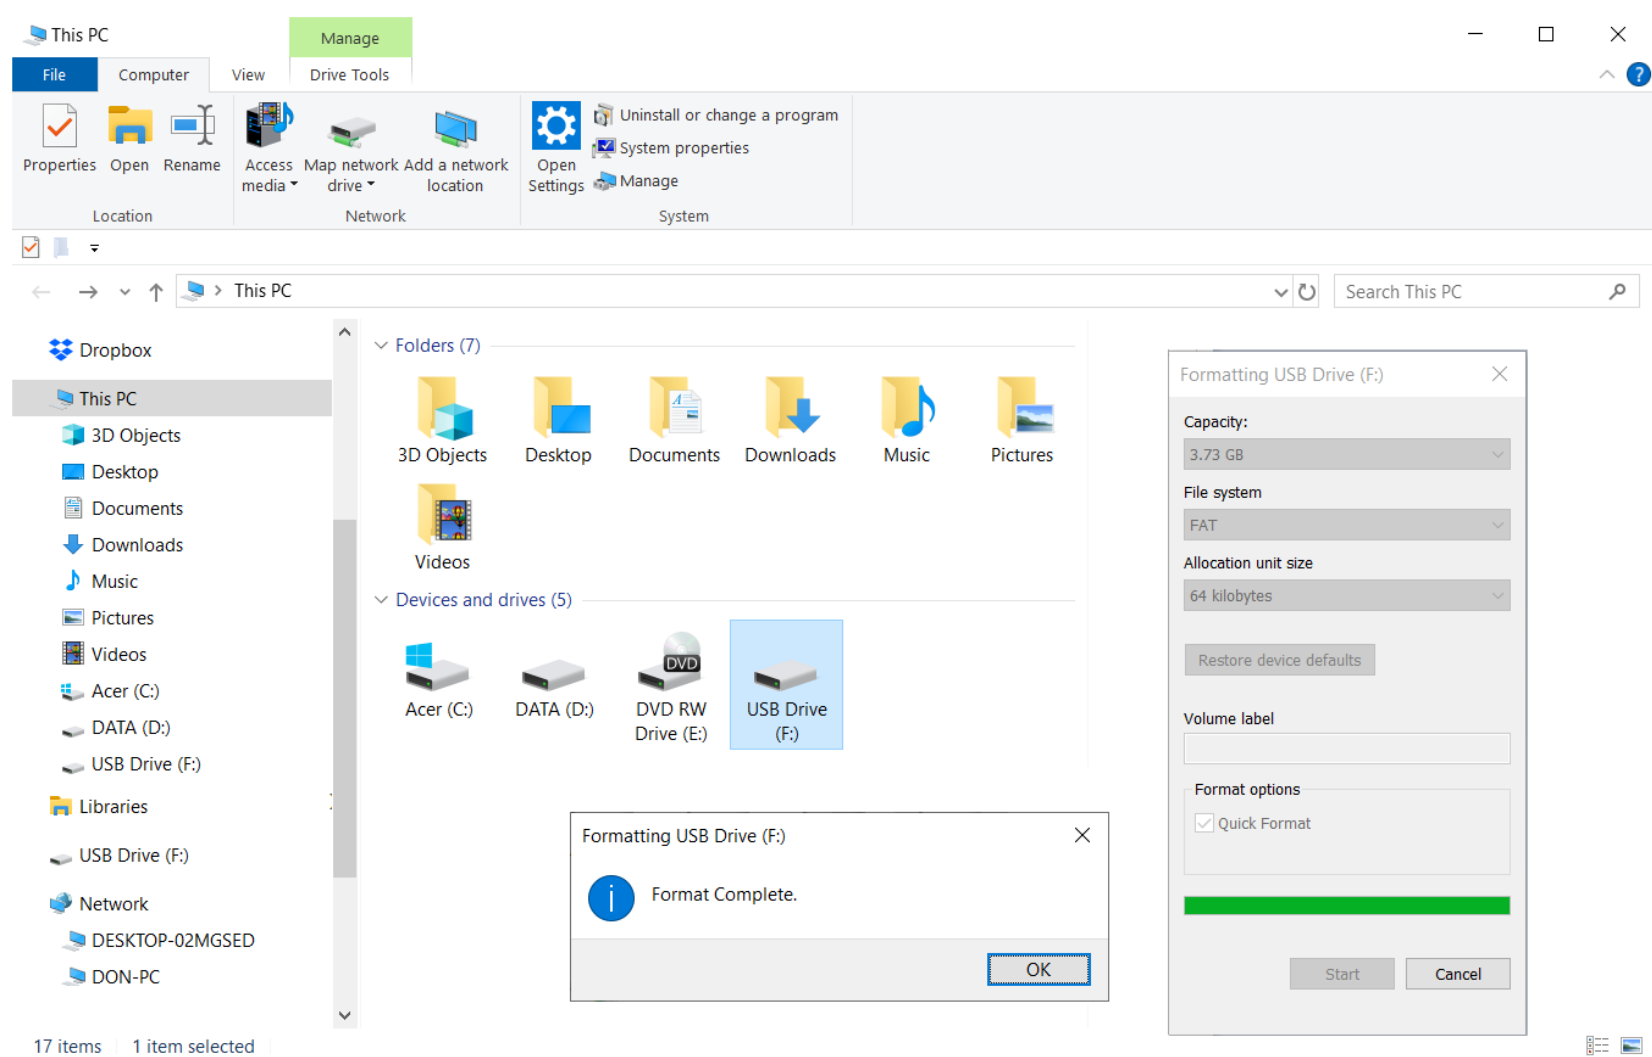 This PC
Manage
File
Computer
View
Drive Tools
?
Properties
Open
Rename
Access
media
Map network
drive
Add a network
location
Open
Settings
Uninstall or change a program
System properties
Manage
Location
Network
System
This PC
Search This PC
Dropbox
This PC
3D Objects
Desktop
Documents
Downloads
Music
Pictures
Videos
Acer (C:)
DATA (D:)
USB Drive (F:)
Libraries
USB Drive (F:)
Network
DESKTOP-02MGSED
DON-PC
Folders (7)
3D Objects
Desktop
Documents
Downloads
Music
Pictures
Videos
Devices and drives (5)
Acer (C:)
DATA (D:)
DVD
DVD RW
Drive (E:)
USB Drive
(F:)
Formatting USB Drive (F:)
Format Complete.
OK
Formatting USB Drive (F:)
Capacity:
3.73 GB
File system
FAT
Allocation unit size
64 kilobytes
Restore device defaults
Volume label
Format options
Quick Format
Start
Cancel
17 items
1 item selected